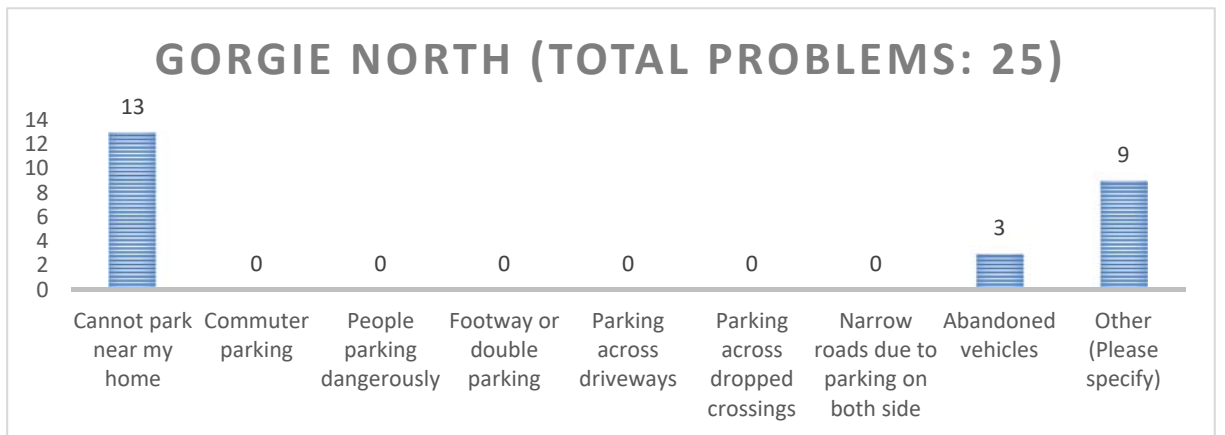 GORGIE NORTH (TOTAL PROBLEMS: 25)
14
12
10
8
6
4
2
0
13
0
0
0
0
0
0
3
9
Cannot park near my home
Commuter parking
People parking dangerously
Footway or double parking
Parking across driveways
Parking across dropped crossings
Narrow roads due to parking on both side
Abandoned vehicles
Other (Please specify)